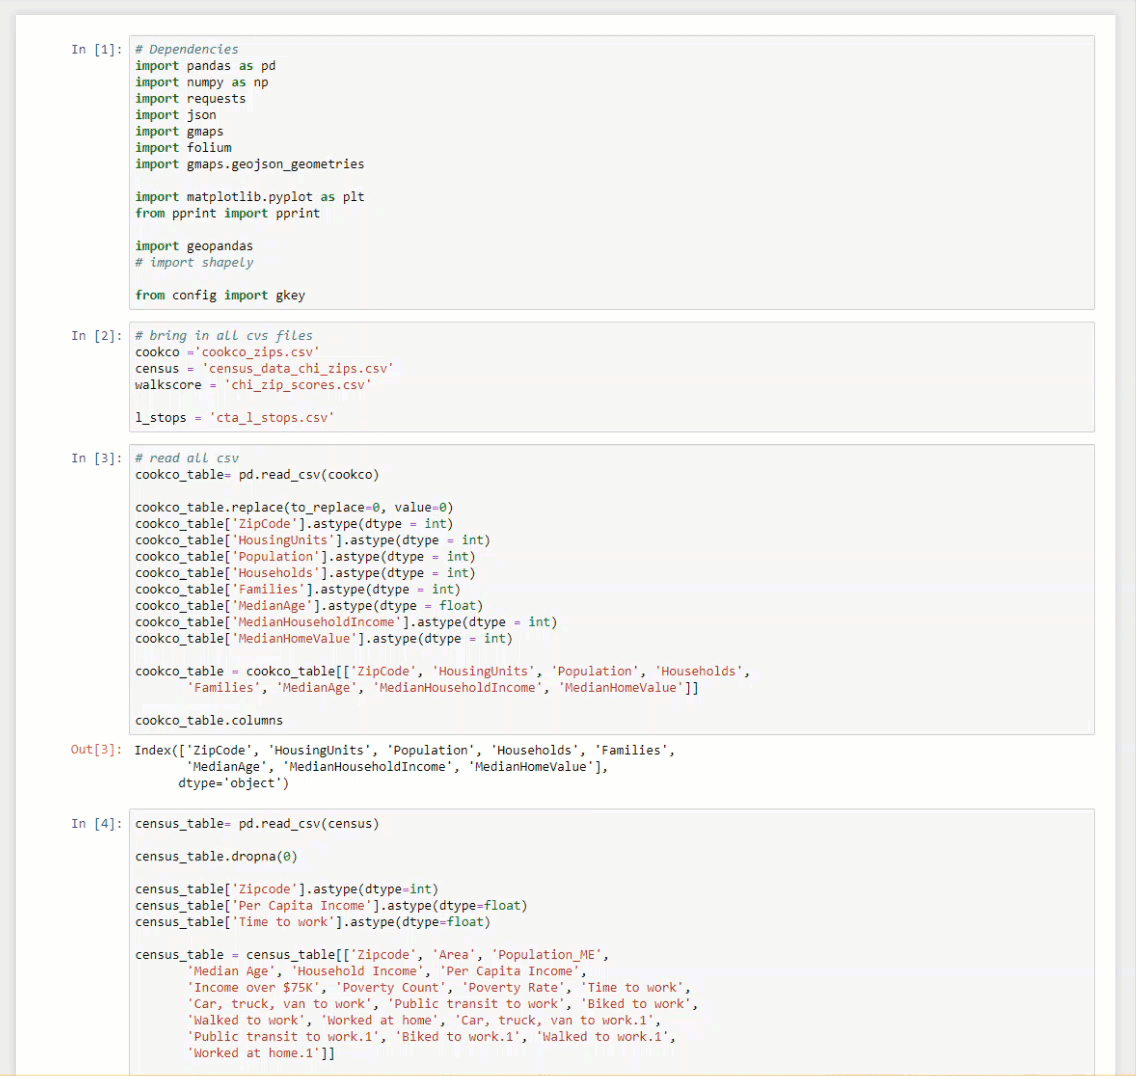 In [1]: # Dependencies
import pandas as pd
import numpy as np
import requests
import json
import gmaps
import folium
import gmaps.geojson_geometries
import matplotlib.pyplot as plt
from pprint import pprint
import geopandas
# import shapely
from config import gkey
In [2]: # bring in all cvs files
cookco ='cookco_zips.csv'
census = 'census_data_chi_zips.csv'
walkscore = 'chi_zip_scores.csv'
l_stops = 'cta_l_stops.csv'
In [3]: # read all csv
cookco_table= pd.read_csv(cookco)
cookco_table.replace(to_replace=0, value=0)
cookco_table['ZipCode'].astype(dtype = int)
cookco_table['HousingUnits'].astype(dtype = int)
cookco_table['Population'].astype(dtype = int)
cookco_table['Households'].astype(dtype = int)
cookco_table['Families'].astype(dtype = int)
cookco_table['MedianAge'].astype(dtype = float)
cookco_table['MedianHouseholdIncome'].astype(dtype = int)
cookco_table['MedianHomeValue'].astype(dtype = int)
cookco_table = cookco_table[['ZipCode', 'HousingUnits', 'Population', 'Households',
'Families', 'MedianAge', 'MedianHouseholdIncome', 'MedianHomeValue']]
cookco_table.columns
Out[3]: Index(['ZipCode', 'HousingUnits', 'Population', 'Households', 'Families',
'MedianAge', 'MedianHouseholdIncome', 'MedianHomeValue'],
dtype='object')
In [4]: census_table= pd.read_csv(census)
census_table.dropna(0)
census_table['Zipcode'].astype(dtype=int)
census_table['Per Capita Income'].astype(dtype=float)
census_table['Time to work'].astype(dtype=float)
census_table = census_table[['Zipcode', 'Area', 'Population_ME',
'Median Age', 'Household Income', 'Per Capita Income',
'Income over $75K', 'Poverty Count', 'Poverty Rate', 'Time to work',
'Car, truck, van to work', 'Public transit to work', 'Biked to work',
'Walked to work', 'Worked at home', 'Car, truck, van to work.1',
'Public transit to work.1', 'Biked to work.1', 'Walked to work.1',
'Worked at home.1']]